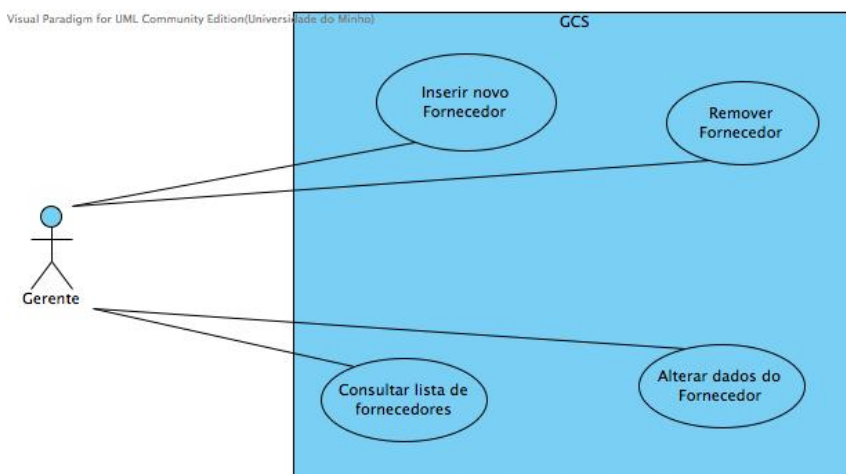 Visual Paradigm for UML Community Edition(Universidade do Minho)
GCS
Inserir novo
Fornecedor
Remover
Fornecedor
Gerente
Consultar lista de
fornecedores
Alterar dados do
Fornecedor